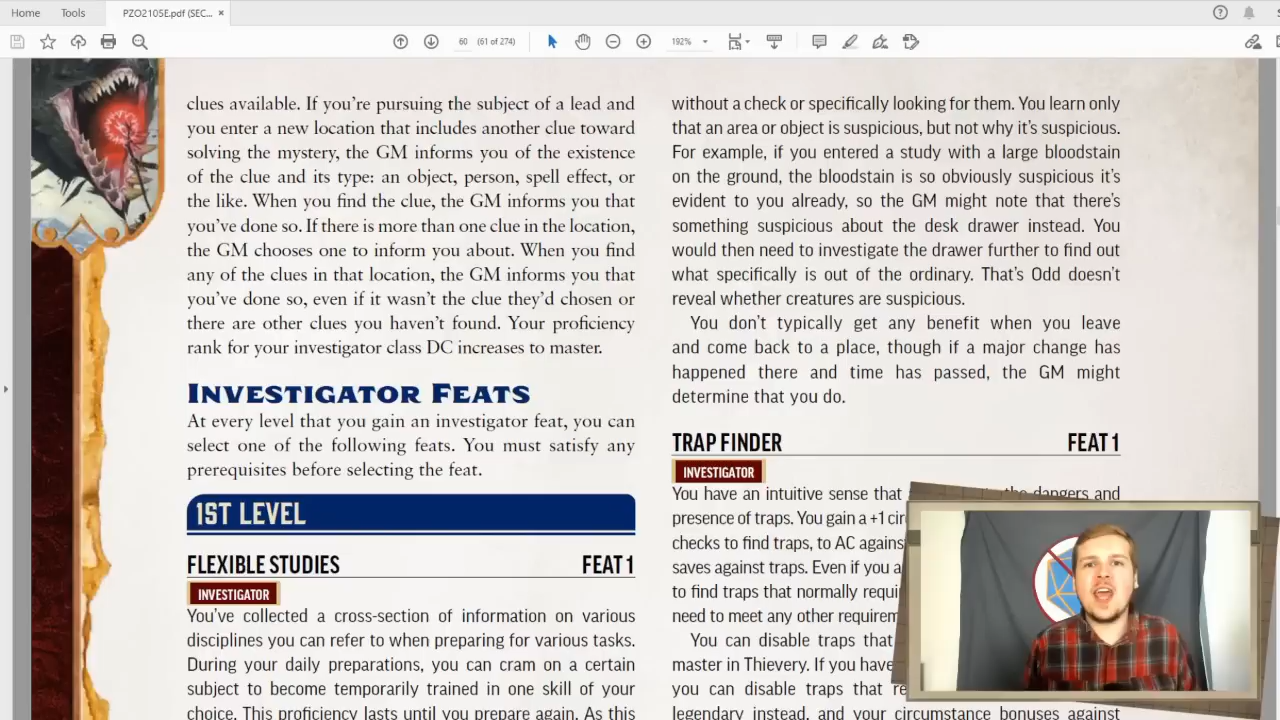 Home
Tools
PZO2105E.pdf (SEC...
60
(61 of 274)
192%
clues available. If you're pursuing the subject of a lead and
you enter a new location that includes another clue toward
solving the mystery, the GM informs you of the existence
of the clue and its type: an object, person, spell effect, or
the like. When you find the clue, the GM informs you that
you've done so. If there is more than one clue in the location,
the GM chooses one to inform you about. When you find
any of the clues in that location, the GM informs you that
you've done so, even if it wasn't the clue they'd chosen or
there are other clues you haven't found. Your proficiency
rank for your investigator class DC increases to master.
INVESTIGATOR FEATS
At every level that you gain an investigator feat, you can
select one of the following feats. You must satisfy any
prerequisites before selecting the feat.
1ST LEVEL
FLEXIBLE STUDIES FEAT 1
INVESTIGATOR
You've collected a cross-section of information on various
disciplines you can refer to when preparing for various tasks.
During your daily preparations, you can cram on a certain
subject to become temporarily trained in one skill of your
choice. This proficiency lasts until you prepare again. As this
without a check or specifically looking for them. You learn only
that an area or object is suspicious, but not why it's suspicious.
For example, if you entered a study with a large bloodstain
on the ground, the bloodstain is so obviously suspicious it's
evident to you already, so the GM might note that there's
something suspicious about the desk drawer instead. You
would then need to investigate the drawer further to find out
what specifically is out of the ordinary. That's Odd doesn't
reveal whether creatures are suspicious.
You don't typically get any benefit when you leave
and come back to a place, though if a major change has
happened there and time has passed, the GM might
determine that you do.
TRAP FINDER FEAT 1
INVESTIGATOR
You have an intuitive sense that the dangers and
presence of traps. You gain a +1 cir
checks to find traps, to AC agains
saves against traps. Even if you a
to find traps that normally requi
need to meet any other requirem
You can disable traps that
master in Thievery. If you have
you can disable traps that re
legendary instead, and your circumstance bonuses against